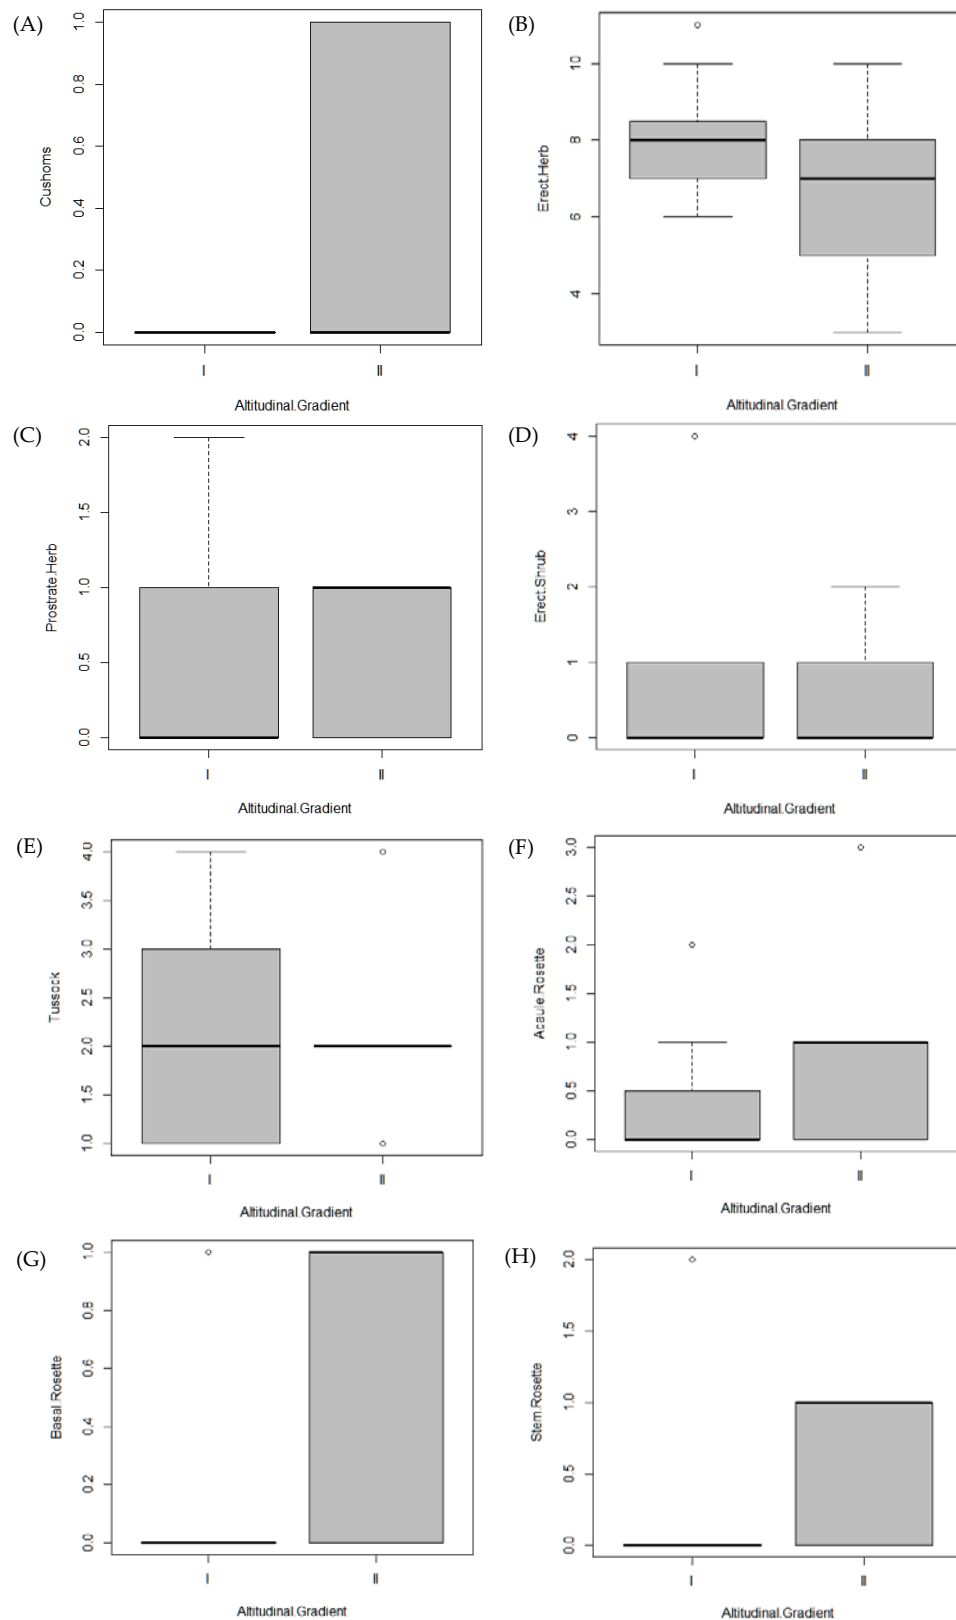 (A)
Cushoms
1.0
0.8
0.6
0.4
0.2
0.0
I II
Altitudinal.Gradient
(B)
Erect.Herb
10
8
6
4
I II
Altitudinal.Gradient
(C)
Prostrate.Herb
2.0
1.5
1.0
0.5
0.0
I II
Altitudinal.Gradient
(D)
Erect.Shrub
4
3
2
1
0
I II
Altitudinal.Gradient
(E)
Tussock
4.0
3.5
3.0
2.5
2.0
1.5
1.0
I II
Altitudinal.Gradient
(F)
Acaule.Rosette
3.0
2.5
2.0
1.5
1.0
0.5
0.0
I II
Altitudinal.Gradient
(G)
Basal.Rosette
1.0
0.8
0.6
0.4
0.2
0.0
I II
Altitudinal.Gradient
(H)
Stem.Rosette
2.0
1.5
1.0
0.5
0.0
I II
Altitudinal.Gradient